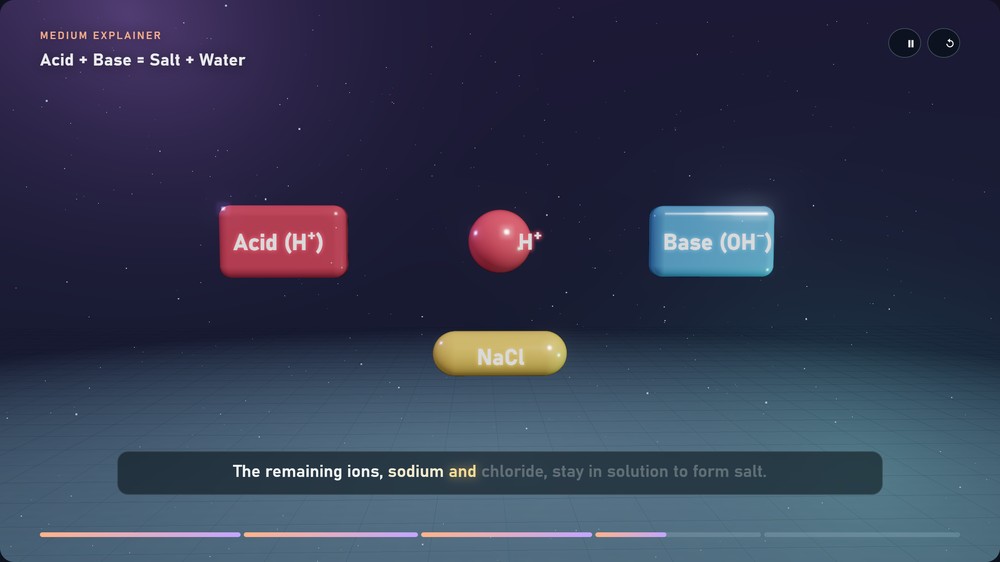 MEDIUM EXPLAINER
Acid + Base = Salt + Water
Acid (H⁺)
H⁺
Base (OH⁻)
NaCl
The remaining ions, sodium and chloride, stay in solution to form salt.